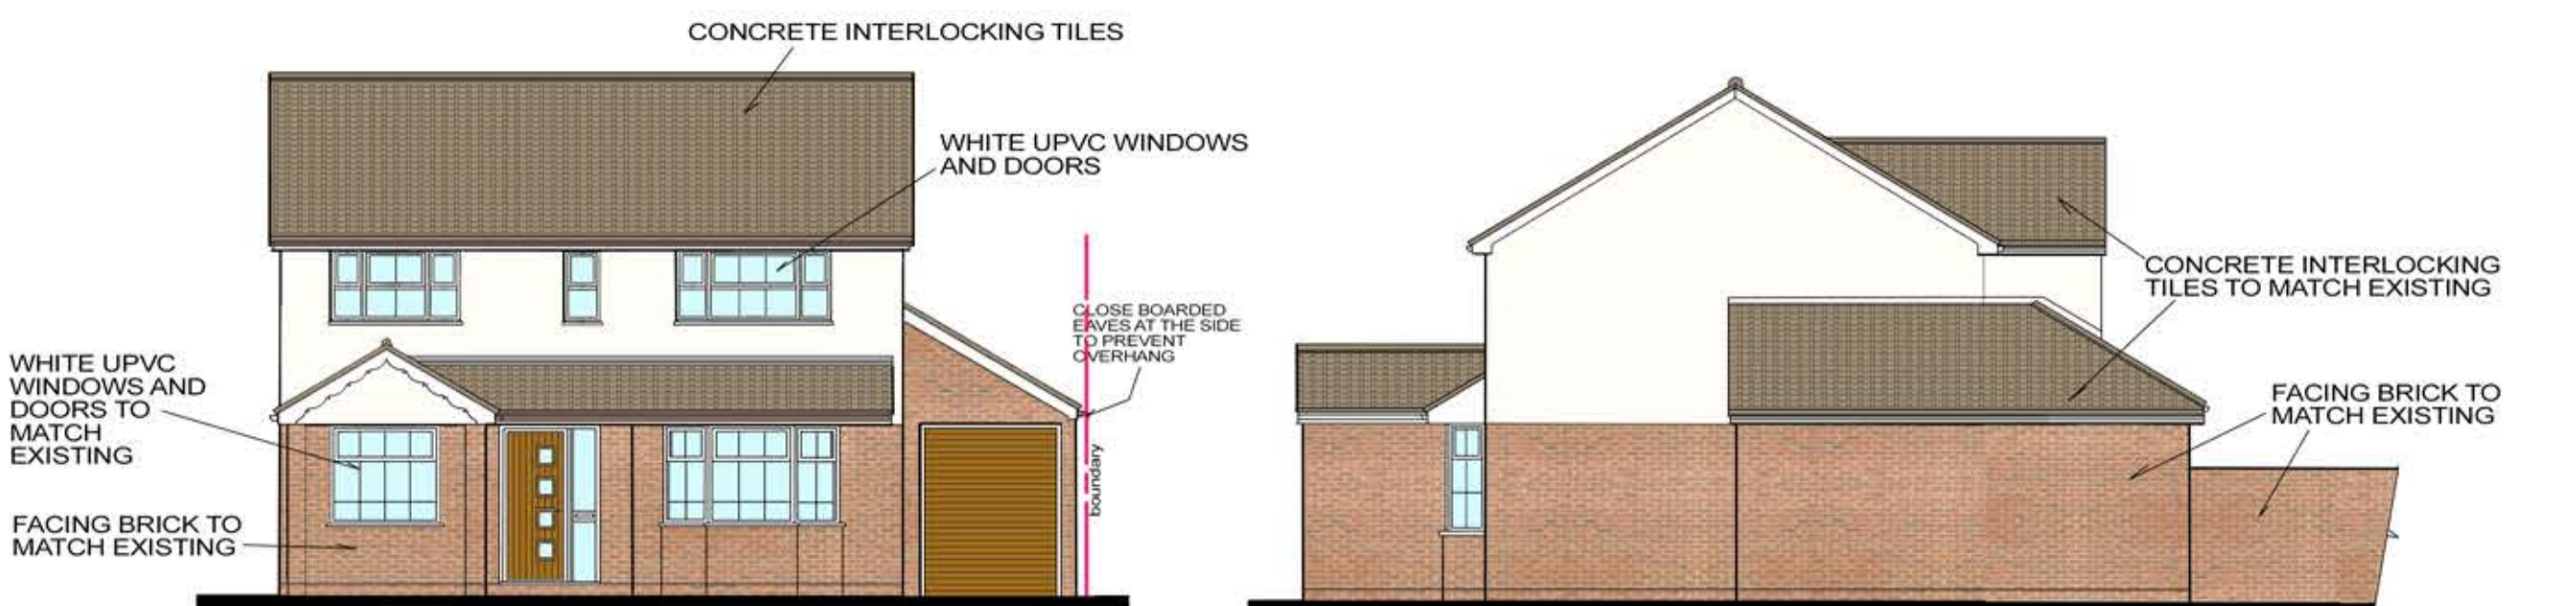 CONCRETE INTERLOCKING TILES
WHITE UPVC WINDOWS
AND DOORS
CLOSE BOARDED
EAVES AT THE SIDE
TO PREVENT
OVERHANG
boundary
WHITE UPVC
WINDOWS AND
DOORS TO
MATCH
EXISTING
FACING BRICK TO
MATCH EXISTING
CONCRETE INTERLOCKING
TILES TO MATCH EXISTING
FACING BRICK TO
MATCH EXISTING